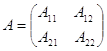 A = ( A₁₁ A₁₂
A₂₁ A₂₂ )